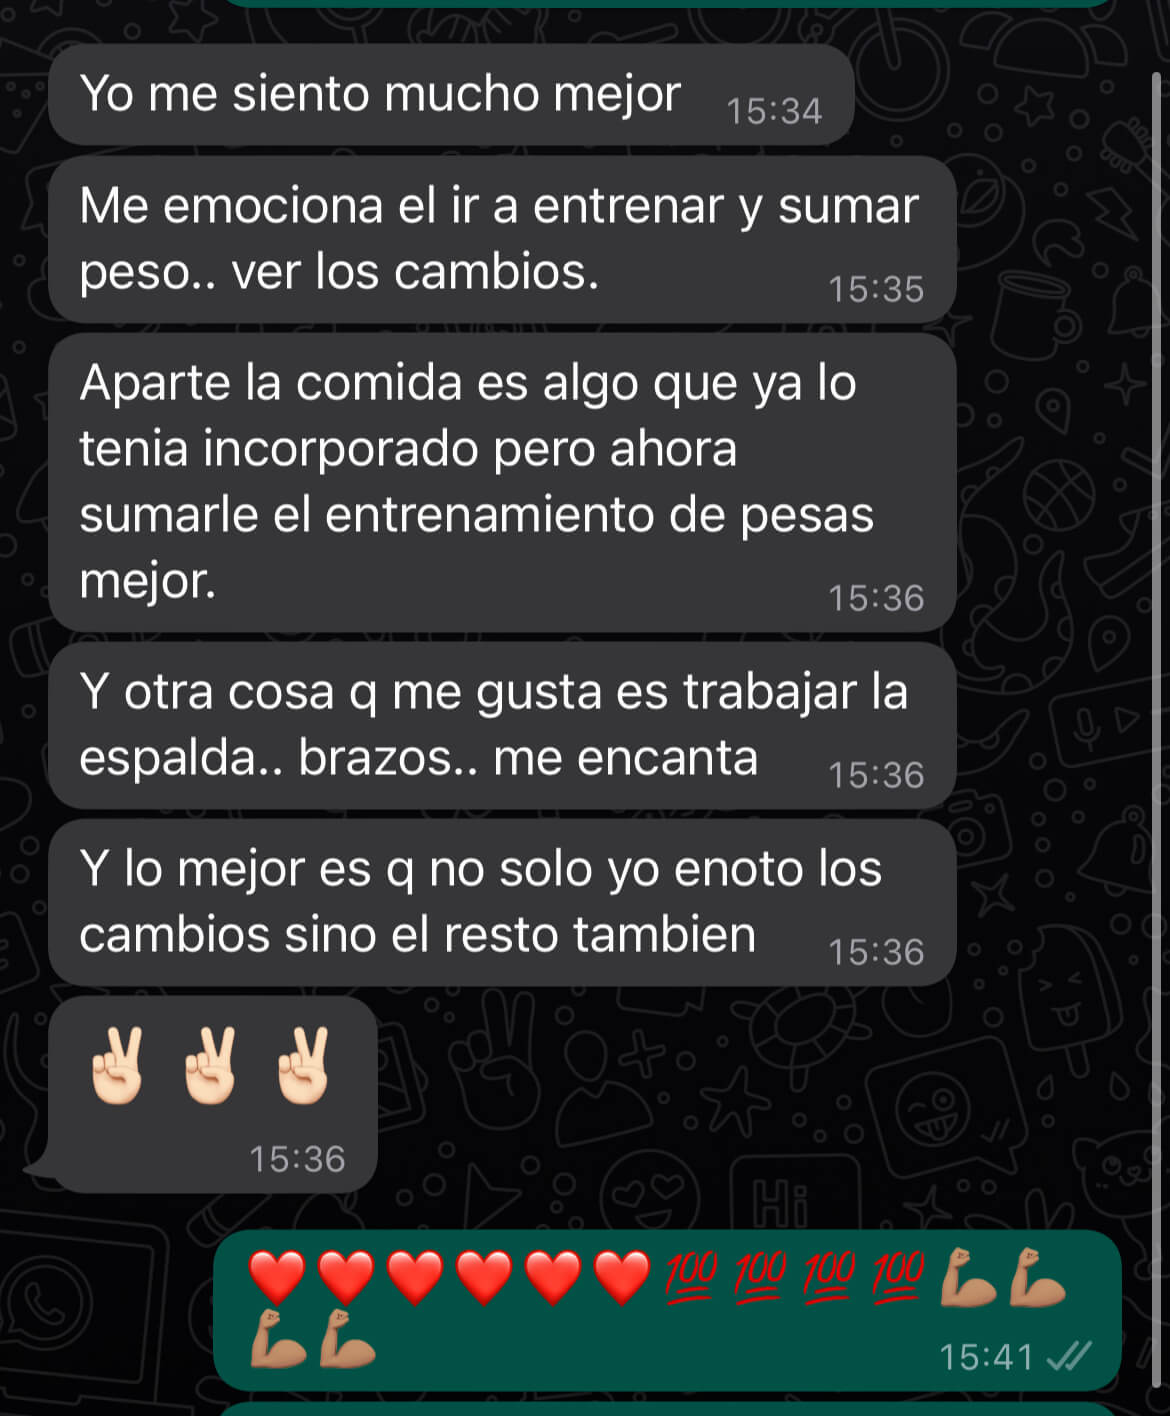 Yo me siento mucho mejor 15:34
Me emociona el ir a entrenar y sumar
peso.. ver los cambios. 15:35
Aparte la comida es algo que ya lo
tenia incorporado pero ahora
sumarle el entrenamiento de pesas
mejor. 15:36
Y otra cosa q me gusta es trabajar la
espalda.. brazos.. me encanta 15:36
Y lo mejor es q no solo yo enoto los
cambios sino el resto tambien 15:36
✌🏻 ✌🏻 ✌🏻
15:36
❤️❤️❤️❤️❤️❤️💯💯💯💯💪🏽💪🏽
💪🏽💪🏽 15:41